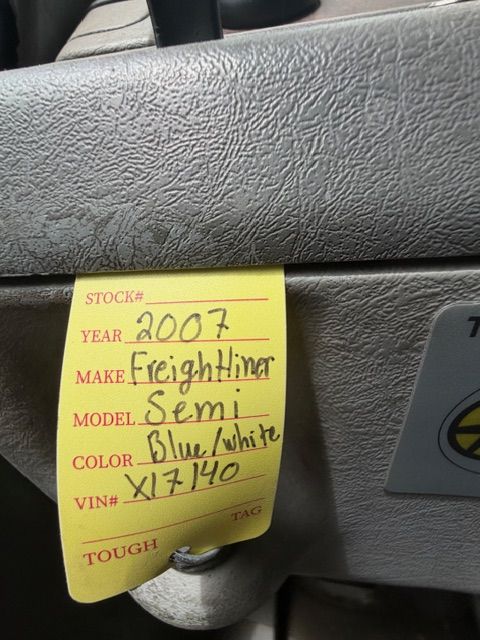 STOCK#
YEAR 2007
MAKE Freightliner
MODEL Semi
COLOR Blue/white
VIN# X17140
TOUGH TAG
T